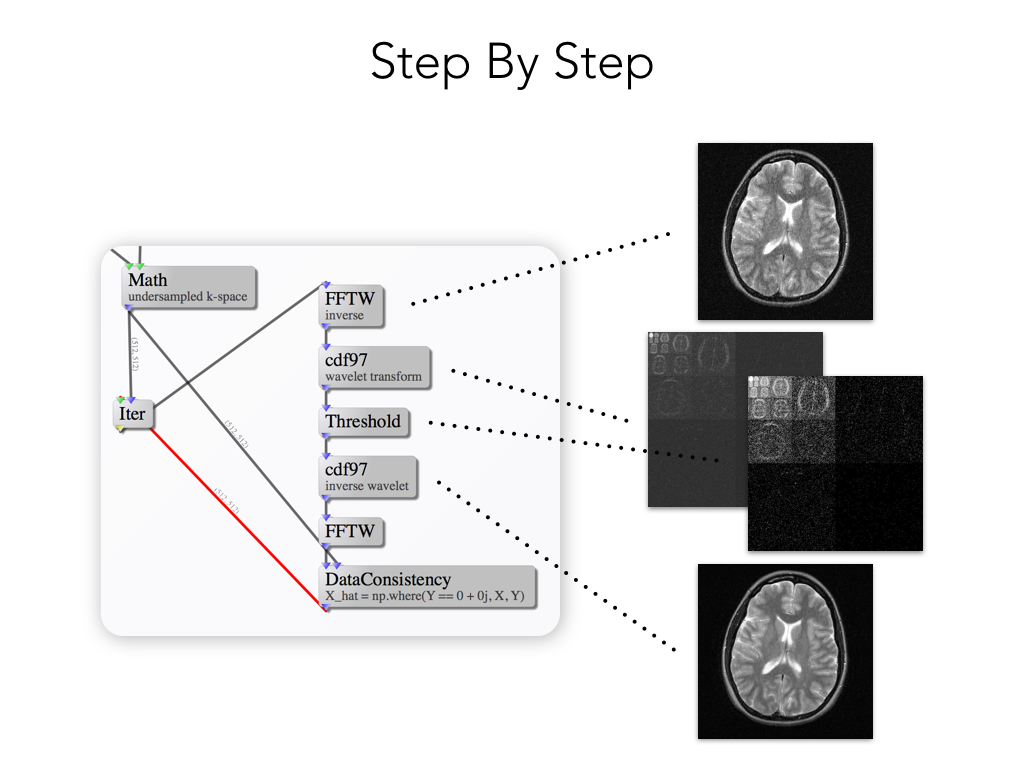 Step By Step
Math
undersampled k-space
(512, 512)
Iter
(512, 512)
(512, 512)
FFTW
inverse
cdf97
wavelet transform
Threshold
cdf97
inverse wavelet
FFTW
DataConsistency
X_hat = np.where(Y == 0 + 0j, X, Y)